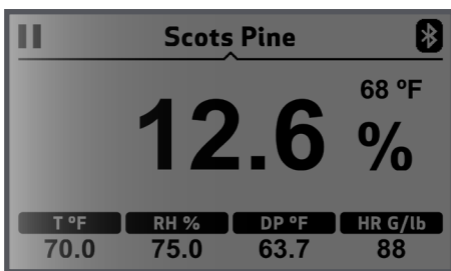 Scots Pine
68 ºF
12.6 %
T ºF RH % DP ºF HR G/lb
70.0 75.0 63.7 88